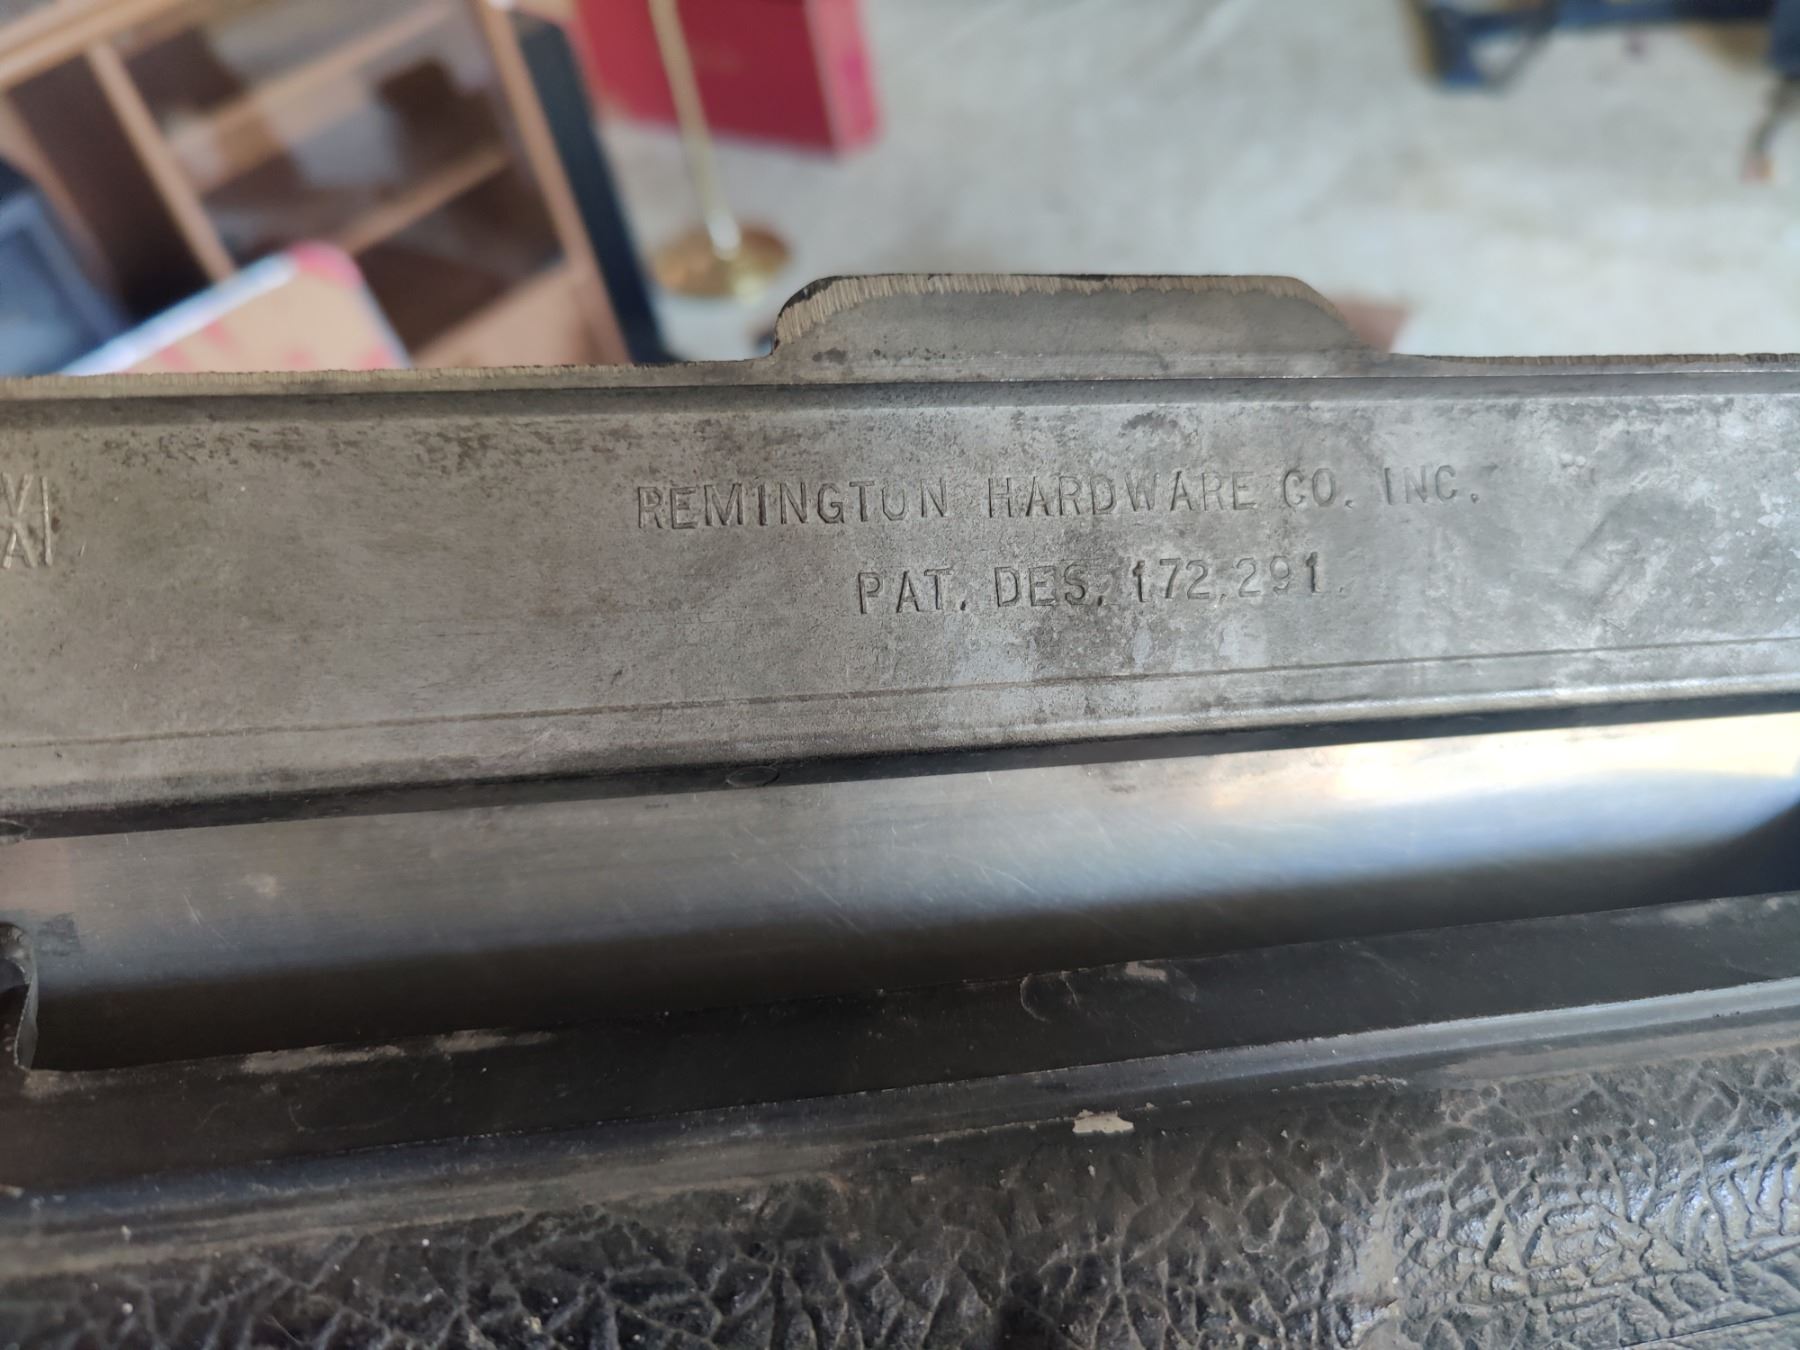 REMINGTON HARDWARE CO. INC.
PAT. DES. 172,291.